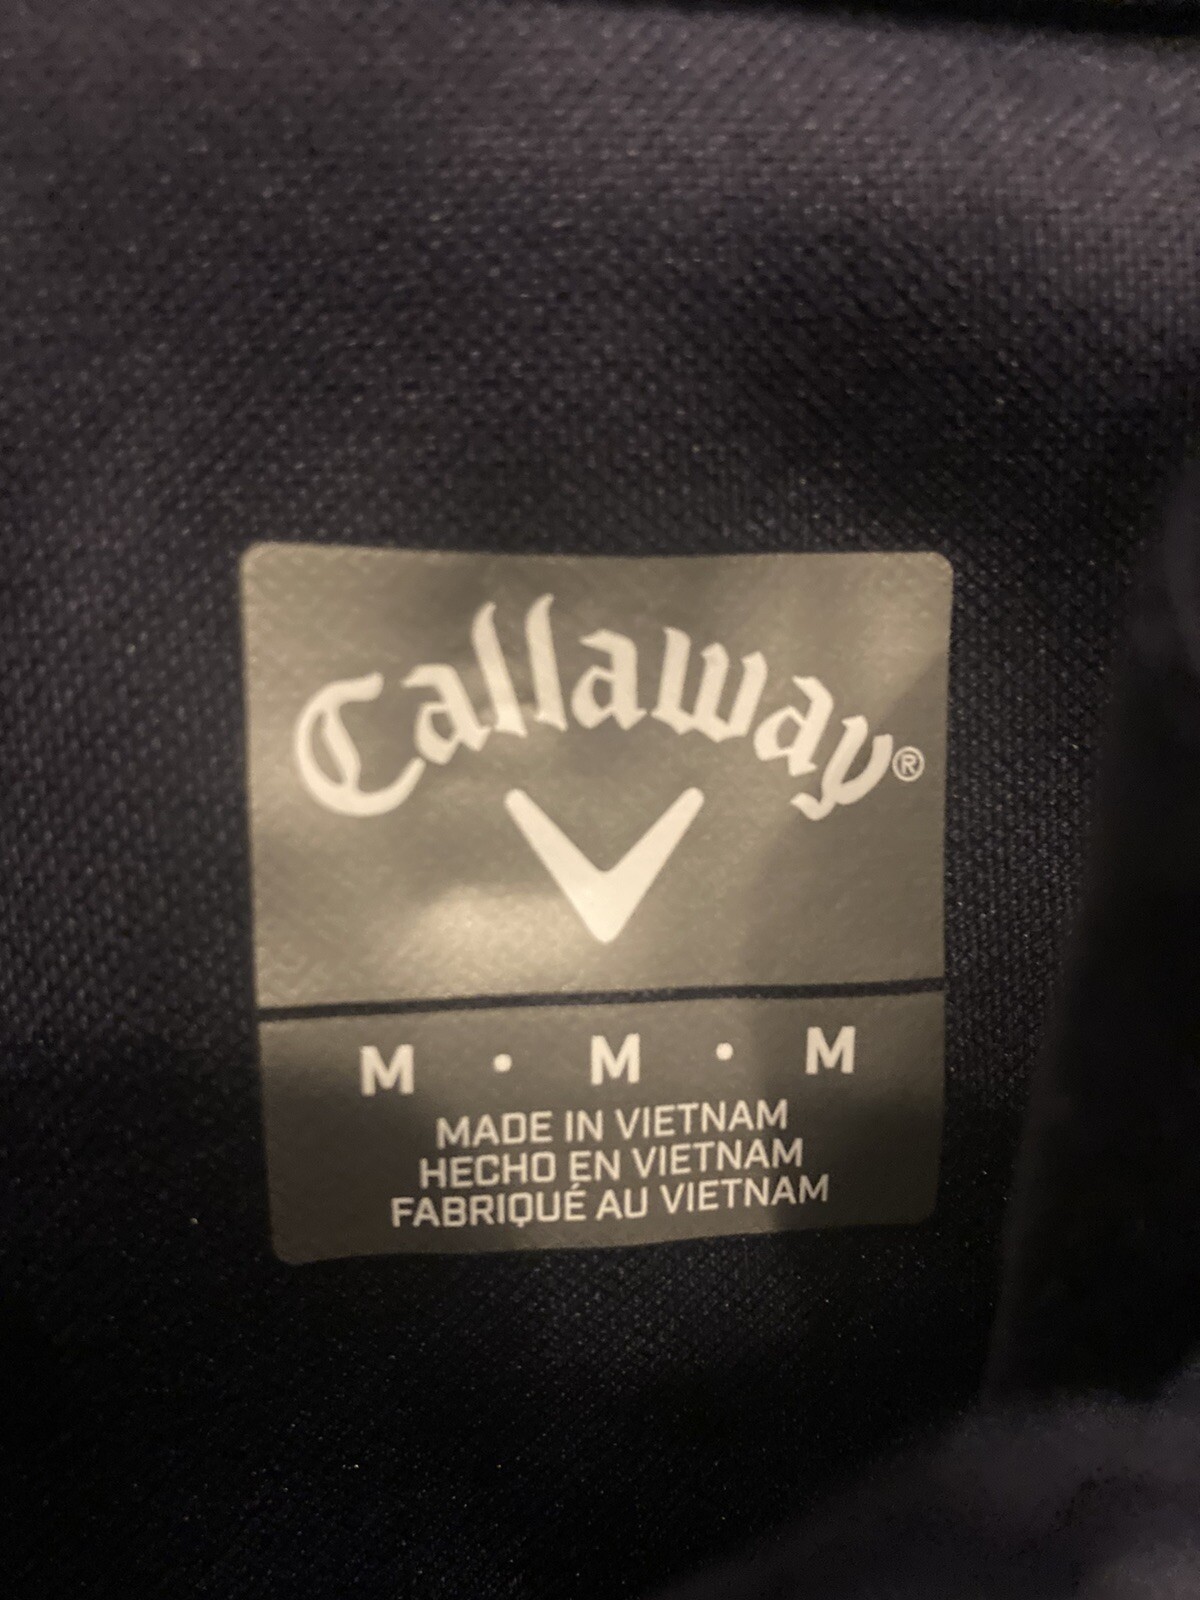 Callaway®
M • M • M
MADE IN VIETNAM
HECHO EN VIETNAM
FABRIQUÉ AU VIETNAM